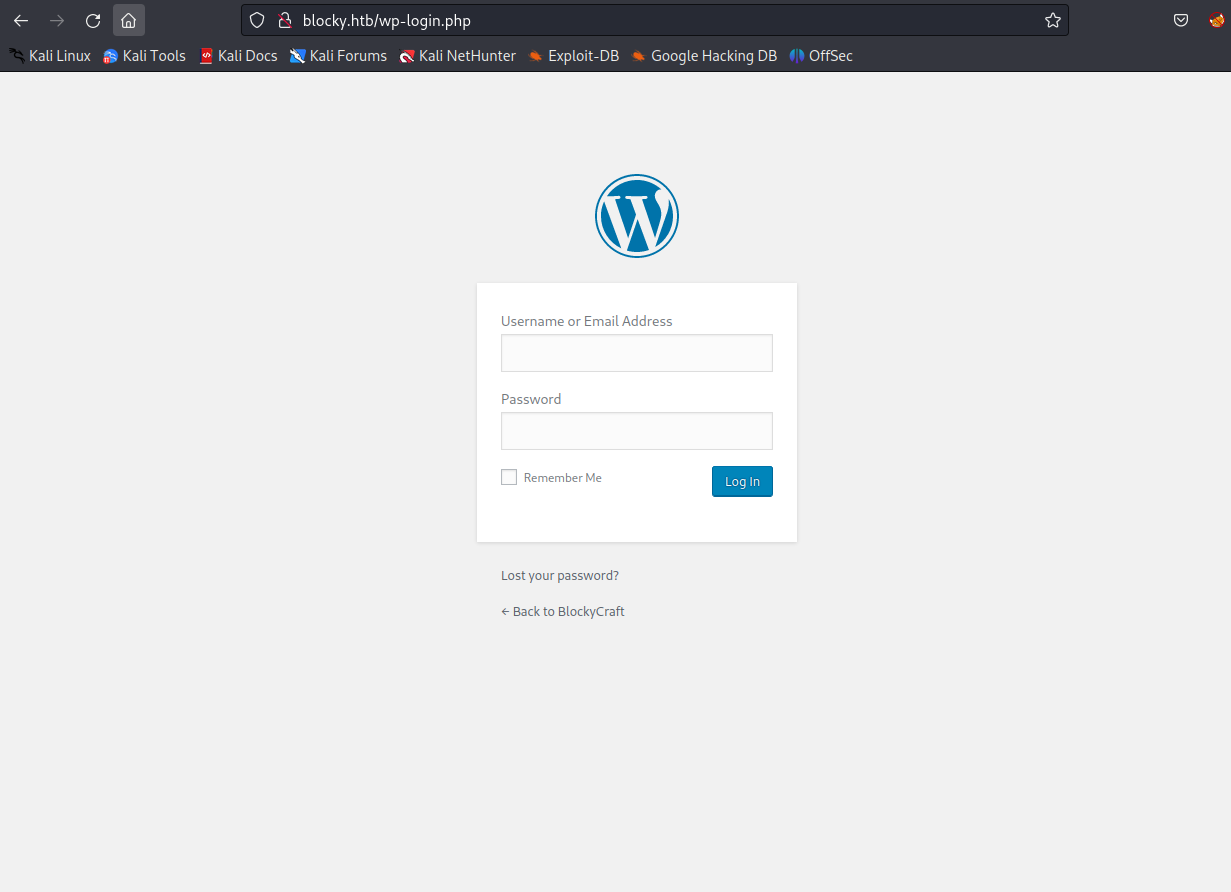 blocky.htb/wp-login.php
Kali Linux Kali Tools Kali Docs Kali Forums Kali NetHunter Exploit-DB Google Hacking DB OffSec
Username or Email Address
Password
Remember Me Log In
Lost your password?
← Back to BlockyCraft